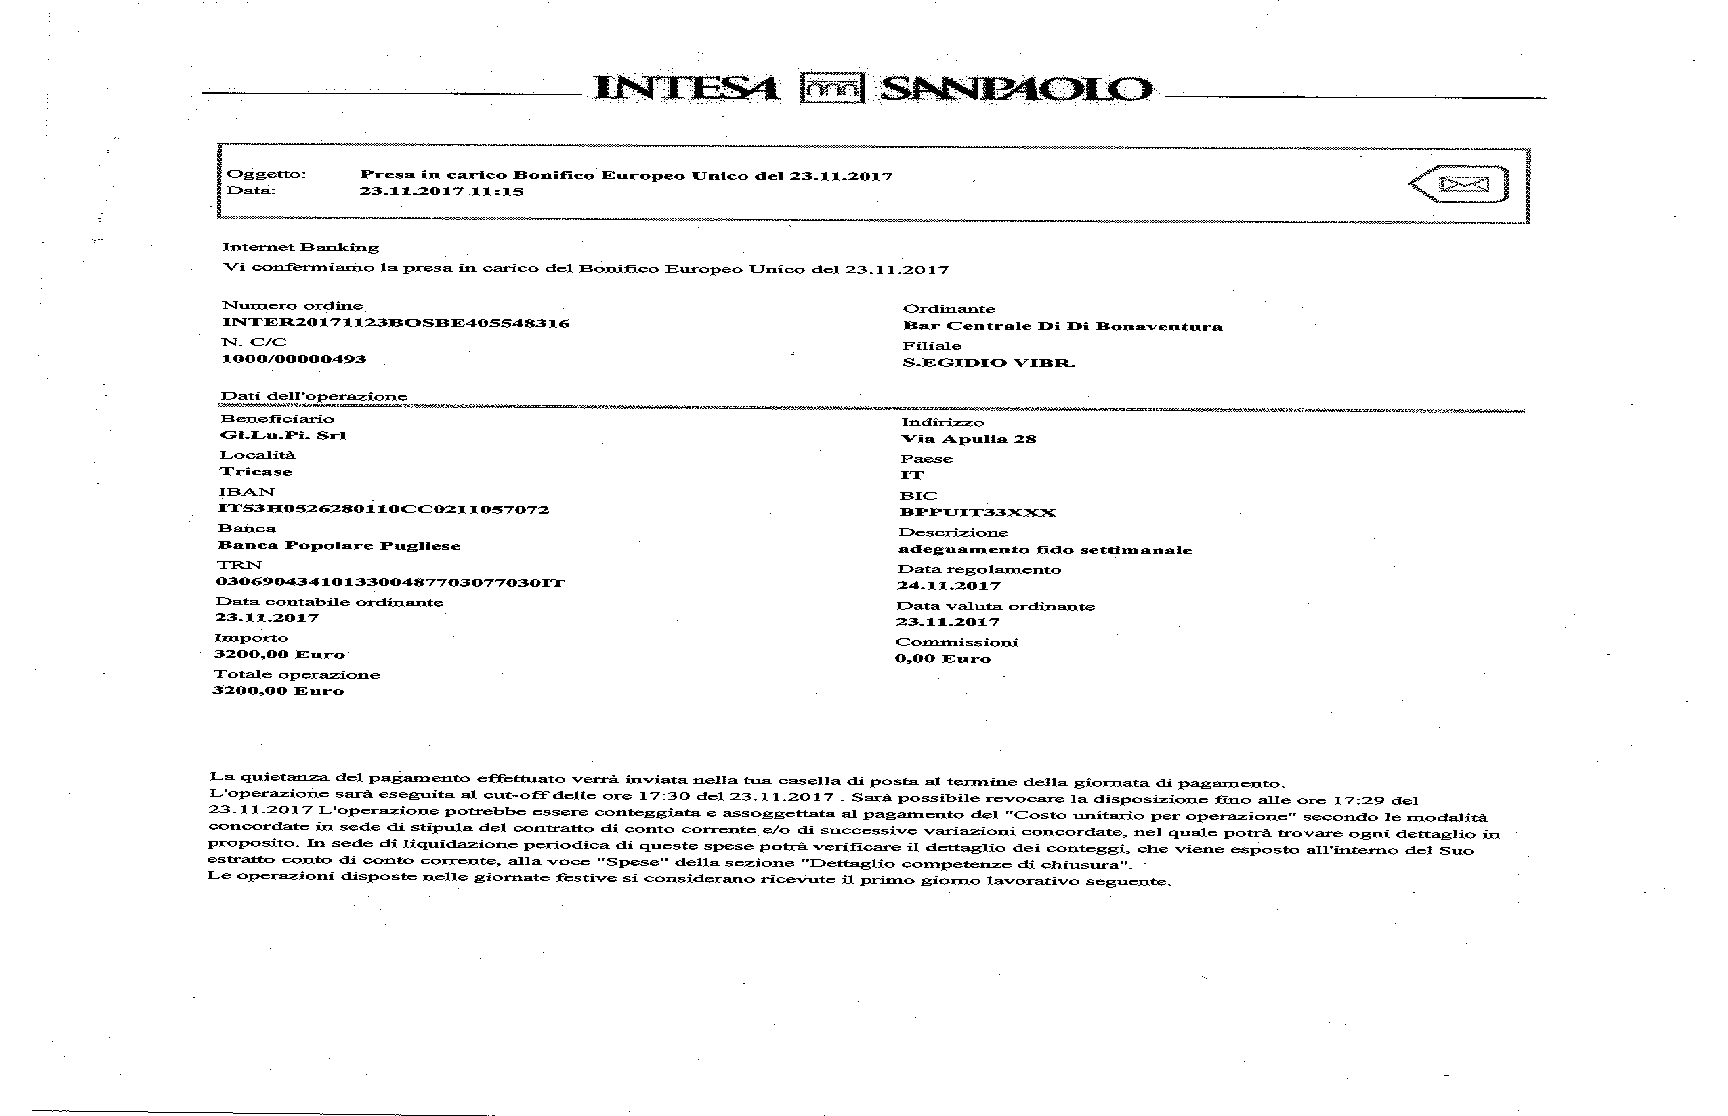 INTESA SANPAOLO
Oggetto: Presa in carico Bonifico Europeo Unico del 23.11.2017
Data: 23.11.2017 11:15
Internet Banking
Vi confermiamo la presa in carico del Bonifico Europeo Unico del 23.11.2017
Numero ordine
INTER20171123BOSBE405548316
N. C/C
1000/00000493
Ordinante
Bar Centrale Di Di Bonaventura
Filiale
S.EGIDIO VIBR.
Dati dell'operazione
Beneficiario
Gi.Lu.Pi. Srl
Località
Tricase
IBAN
IT53H0526280110CC0211057072
Banca
Banca Popolare Pugliese
TRN
0306904341013300487703077030IT
Data contabile ordinante
23.11.2017
Importo
3200,00 Euro
Totale operazione
3200,00 Euro
Indirizzo
Via Apulia 28
Paese
IT
BIC
BPPUIT33XXX
Descrizione
adeguamento fido settimanale
Data regolamento
24.11.2017
Data valuta ordinante
23.11.2017
Commissioni
0,00 Euro
La quietanza del pagamento effettuato verrà inviata nella tua casella di posta al termine della giornata di pagamento.
L'operazione sarà eseguita al cut-off delle ore 17:30 del 23.11.2017 . Sarà possibile revocare la disposizione fino alle ore 17:29 del
23.11.2017 L'operazione potrebbe essere conteggiata e assoggettata al pagamento del "Costo unitario per operazione" secondo le modalità
concordate in sede di stipula del contratto di conto corrente e/o di successive variazioni concordate, nel quale potrà trovare ogni dettaglio in
proposito. In sede di liquidazione periodica di queste spese potrà verificare il dettaglio dei conteggi, che viene esposto all'interno del Suo
estratto conto di conto corrente, alla voce "Spese" della sezione "Dettaglio competenze di chiusura".
Le operazioni disposte nelle giornate festive si considerano ricevute il primo giorno lavorativo seguente.